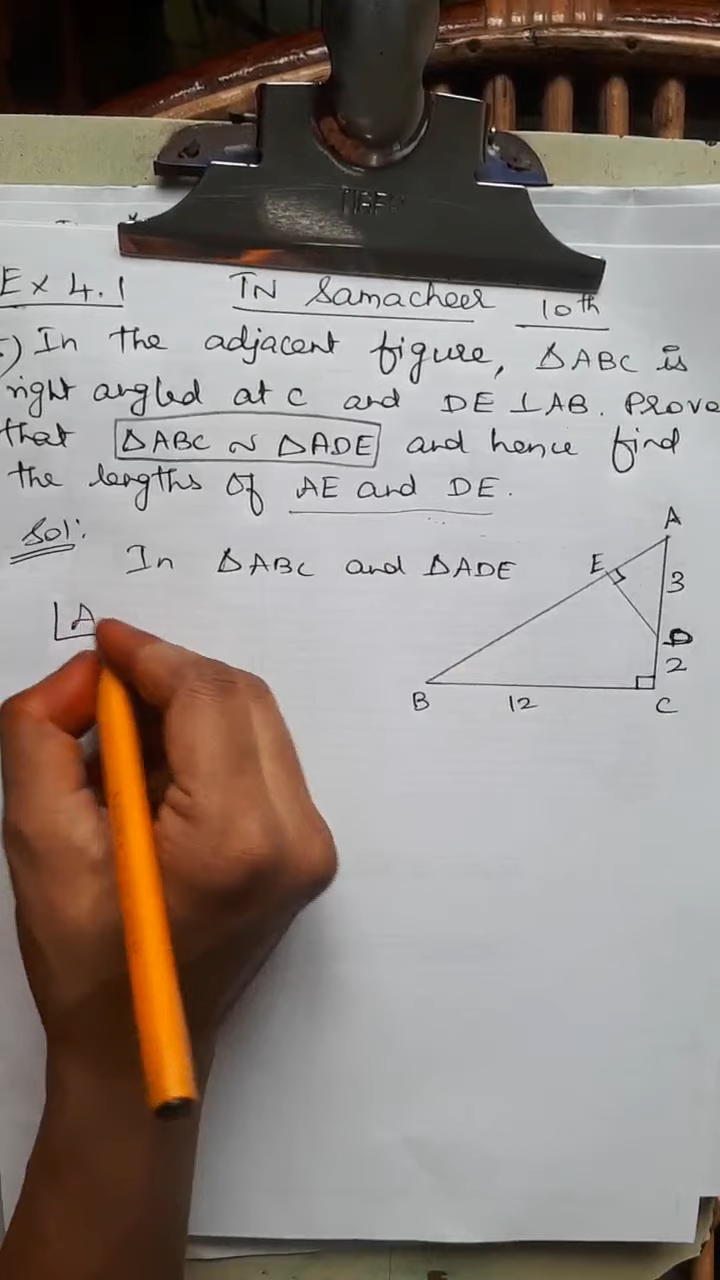 Ex 4.1 TN Samacheer 10th
) In the adjacent figure, ΔABC is
right angled at C and DE ⊥ AB. Prove
that ΔABC ~ ΔADE and hence find
the lengths of AE and DE.
Sol:
In ΔABC and ΔADE
∠A
A
E
3
D
2
B
12
C